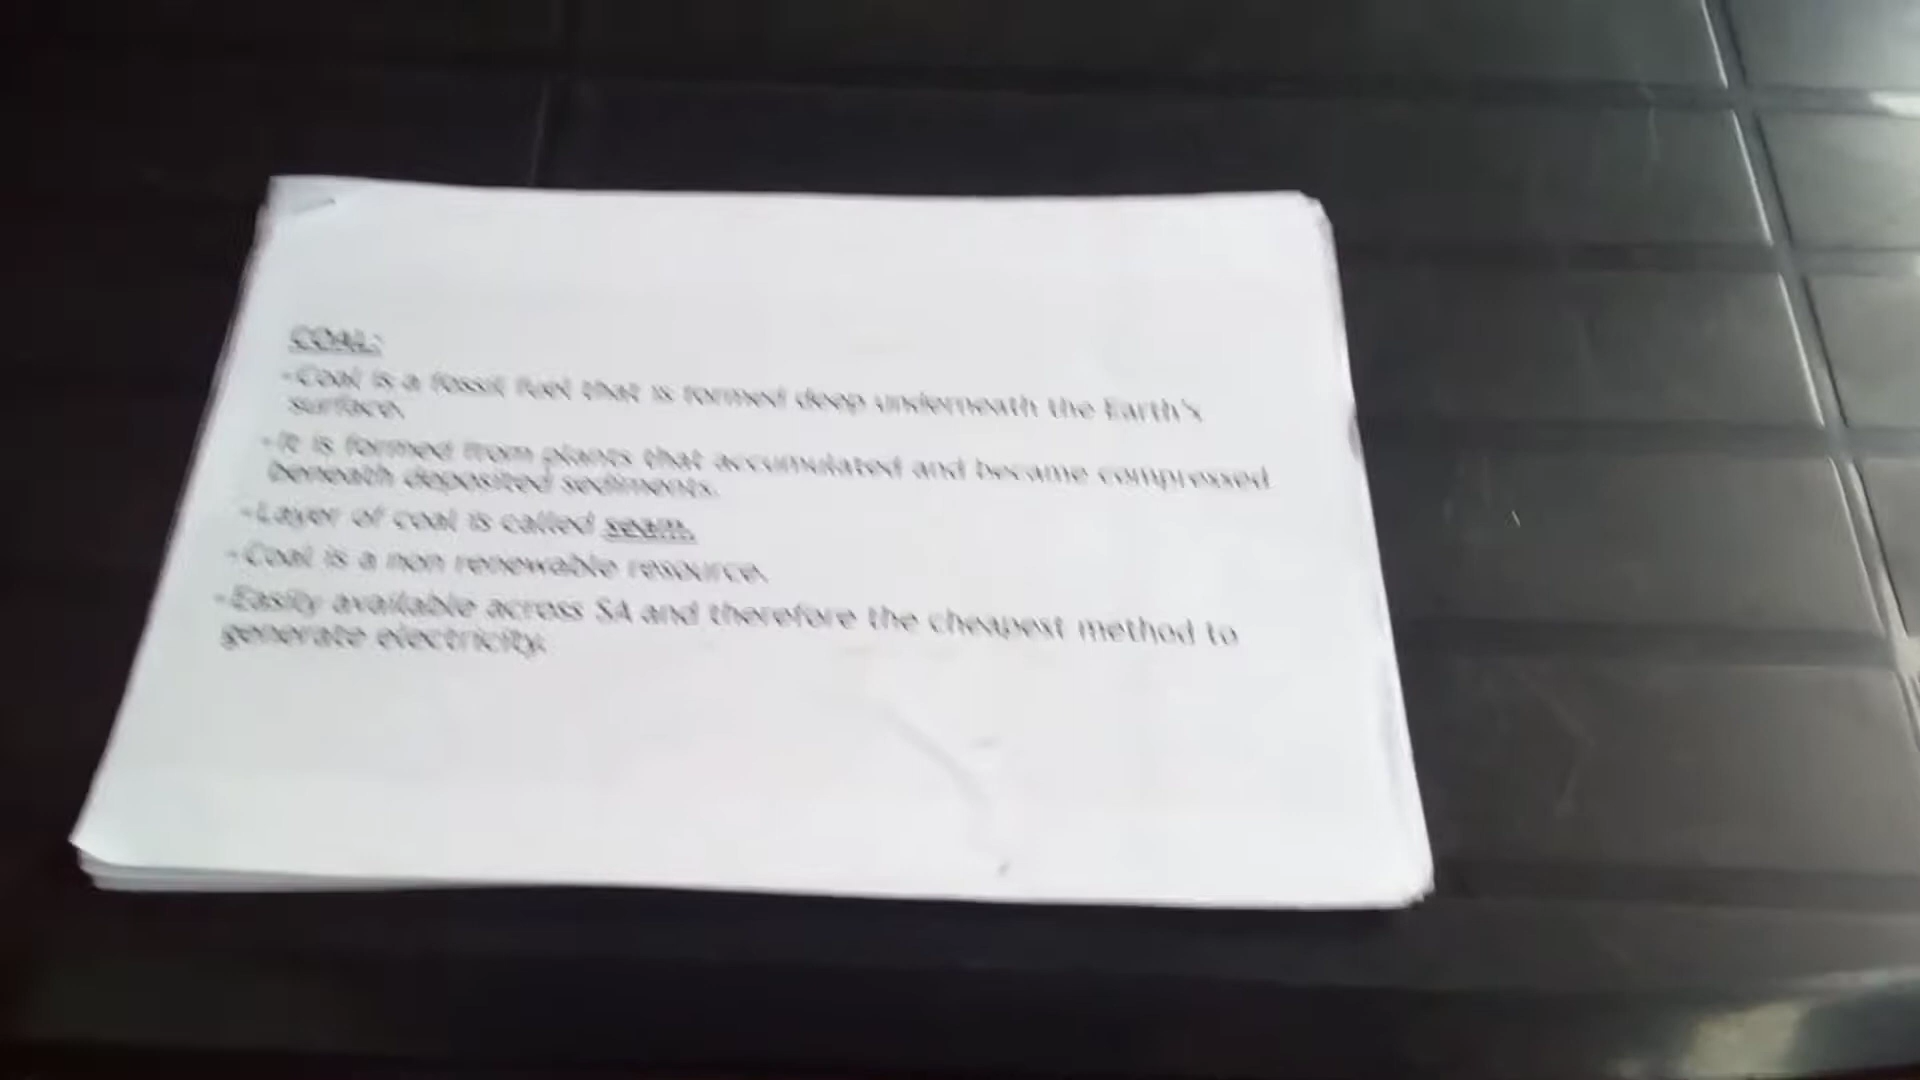 COAL:
-Coal is a fossil fuel that is formed deep underneath the Earth's
surface.
-It is formed from plants that accumulated and became compressed
beneath deposited sediments.
-Layer of coal is called seam.
-Coal is a non renewable resource.
-Easily available across SA and therefore the cheapest method to
generate electricity.